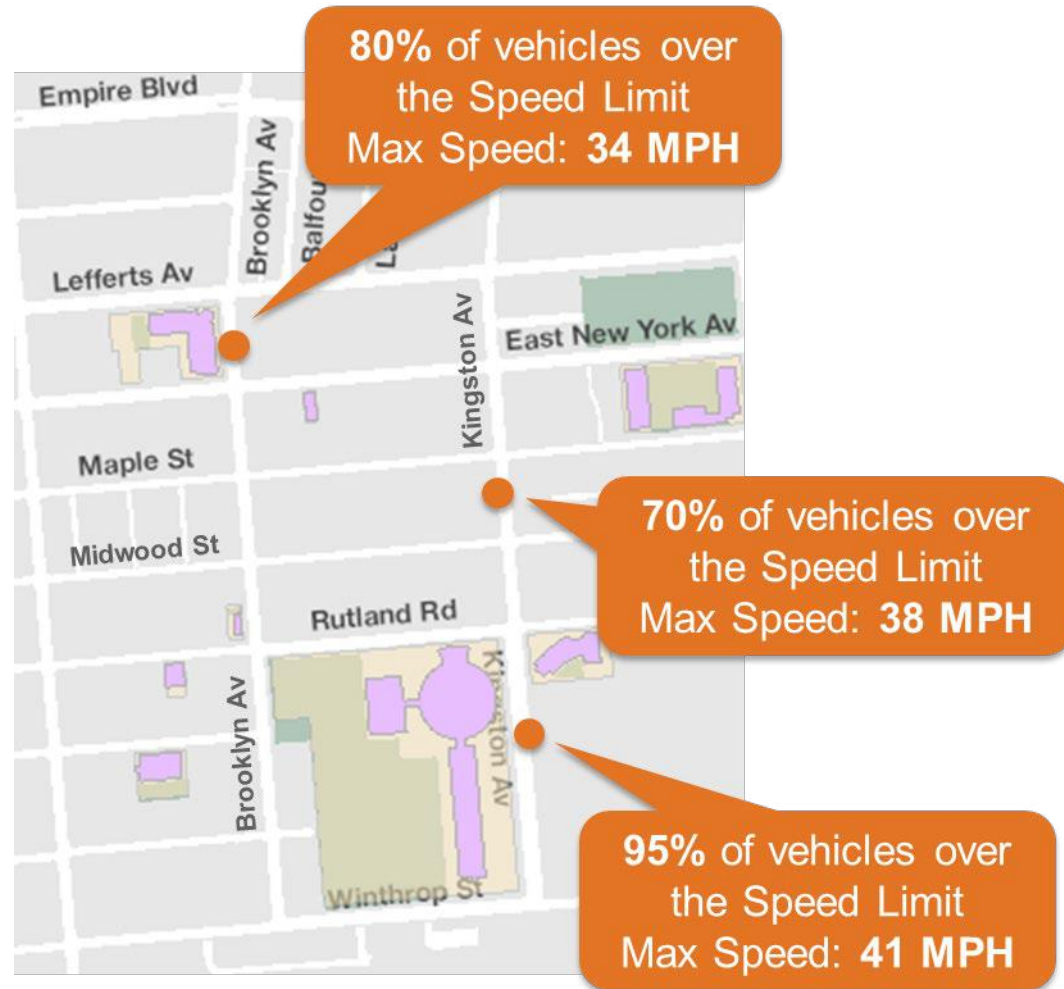 80% of vehicles over
the Speed Limit
Max Speed: 34 MPH
Empire Blvd
Brooklyn Av
Lefferts Av
Kingston Av
East New York Av
Maple St
70% of vehicles over
the Speed Limit
Max Speed: 38 MPH
Midwood St
Rutland Rd
Kingston Av
Brooklyn Av
95% of vehicles over
the Speed Limit
Max Speed: 41 MPH
Winthrop St